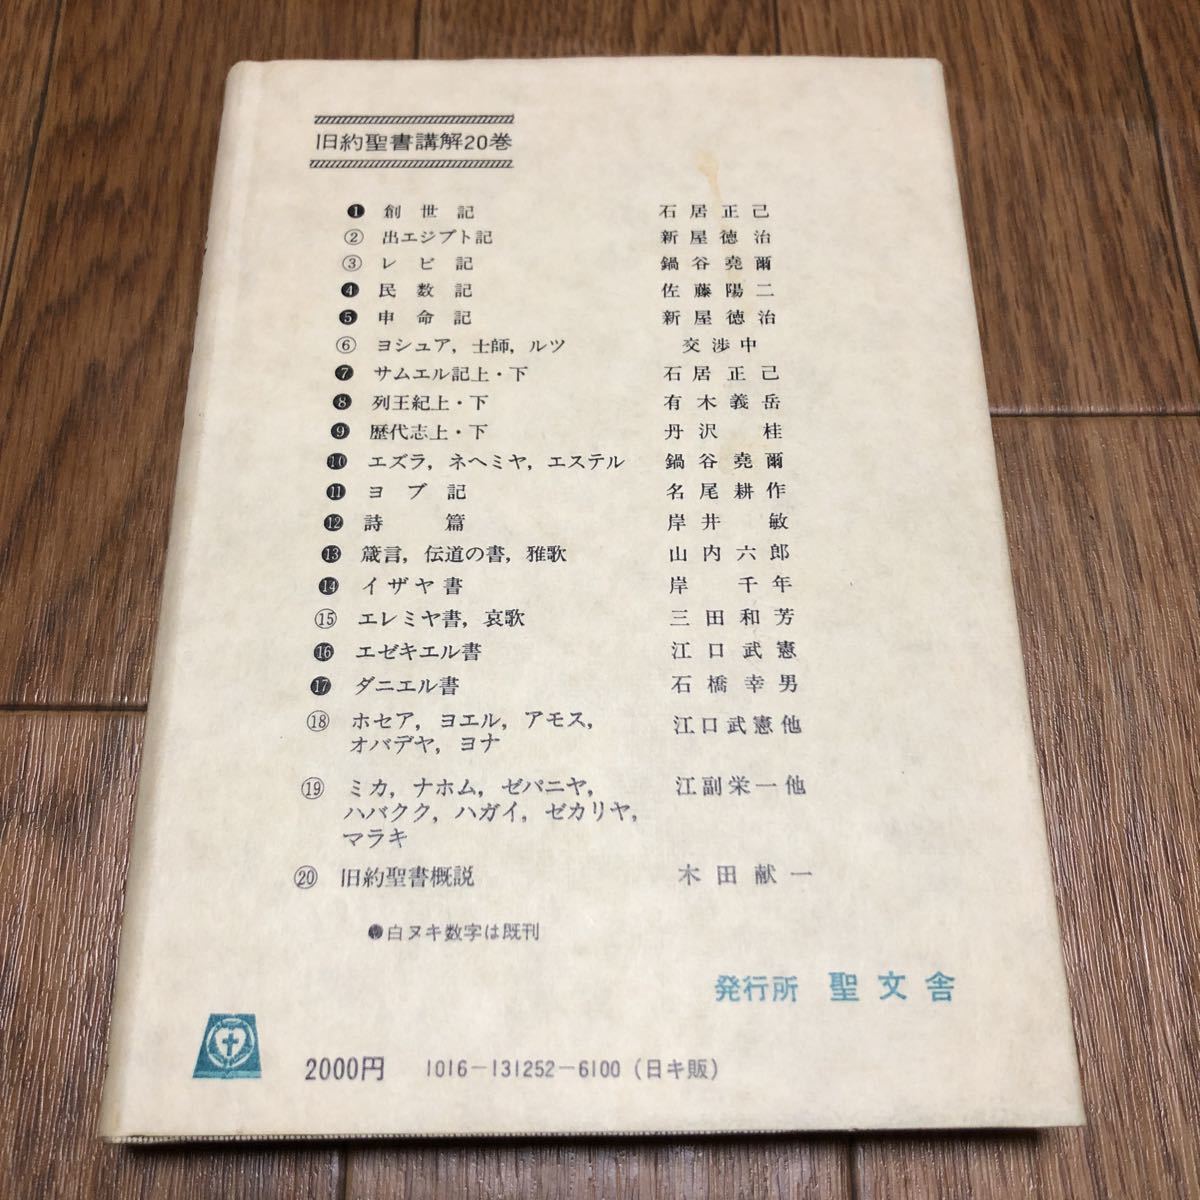 旧約聖書講解20巻
❶ 創世記 石居正己
② 出エジプト記 新屋徳治
③ レビ記 鍋谷堯爾
❹ 民数記 佐藤陽二
❺ 申命記 新屋徳治
⑥ ヨシュア，士師，ルツ 交渉中
❼ サムエル記上・下 石居正己
❽ 列王紀上・下 有木義岳
❾ 歴代志上・下 丹沢桂
❿ エズラ，ネヘミヤ，エステル 鍋谷堯爾
⓫ ヨブ記 名尾耕作
⓬ 詩篇 岸井敏
⓭ 箴言，伝道の書，雅歌 山内六郎
⓮ イザヤ書 岸千年
⑮ エレミヤ書，哀歌 三田和芳
⓰ エゼキエル書 江口武憲
⓱ ダニエル書 石橋幸男
⑱ ホセア，ヨエル，アモス， 江口武憲他
オバデヤ，ヨナ
⑲ ミカ，ナホム，ゼパニヤ， 江副栄一他
ハバクク，ハガイ，ゼカリヤ，
マラキ
⑳ 旧約聖書概説 木田献一
●白ヌキ数字は既刊
発行所 聖文舎
2000円 1016－131252－6100（日キ販）